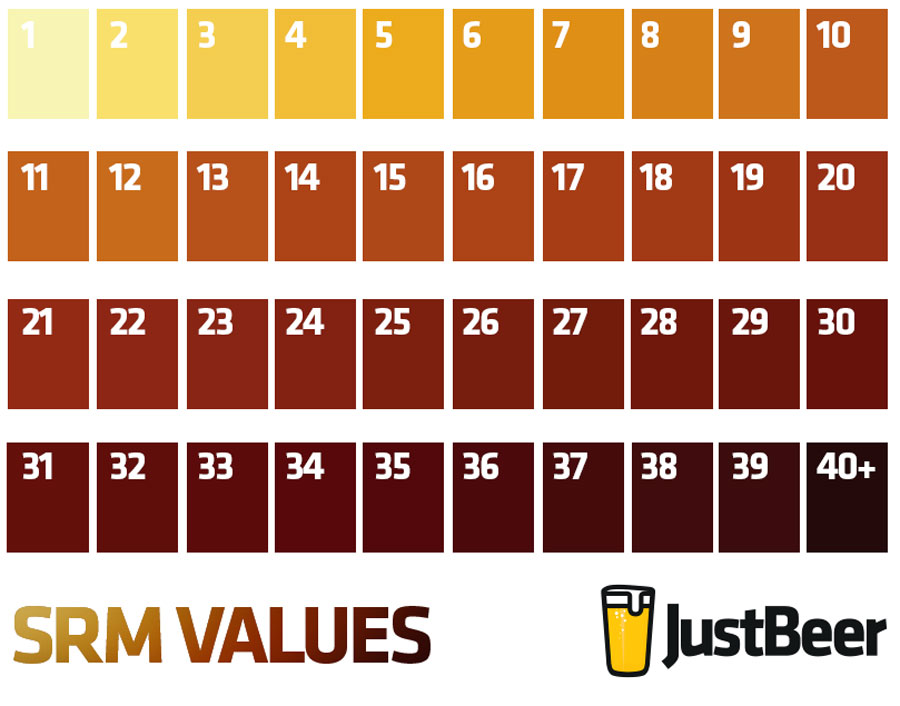 1 2 3 4 5 6 7 8 9 10
11 12 13 14 15 16 17 18 19 20
21 22 23 24 25 26 27 28 29 30
31 32 33 34 35 36 37 38 39 40+
SRM VALUES
JustBeer